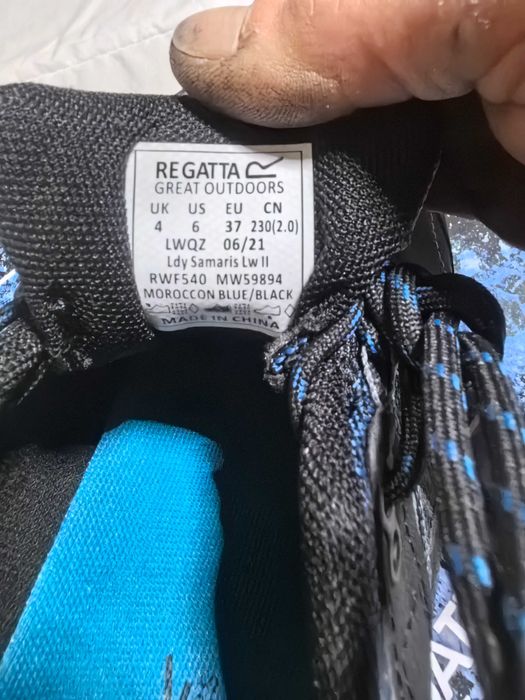 REGATTA
GREAT OUTDOORS
UK US EU CN
4 6 37 230(2.0)
LWQZ 06/21
Ldy Samaris Lw II
RWF540 MW59894
MOROCCON BLUE/BLACK
MADE IN CHINA
AT